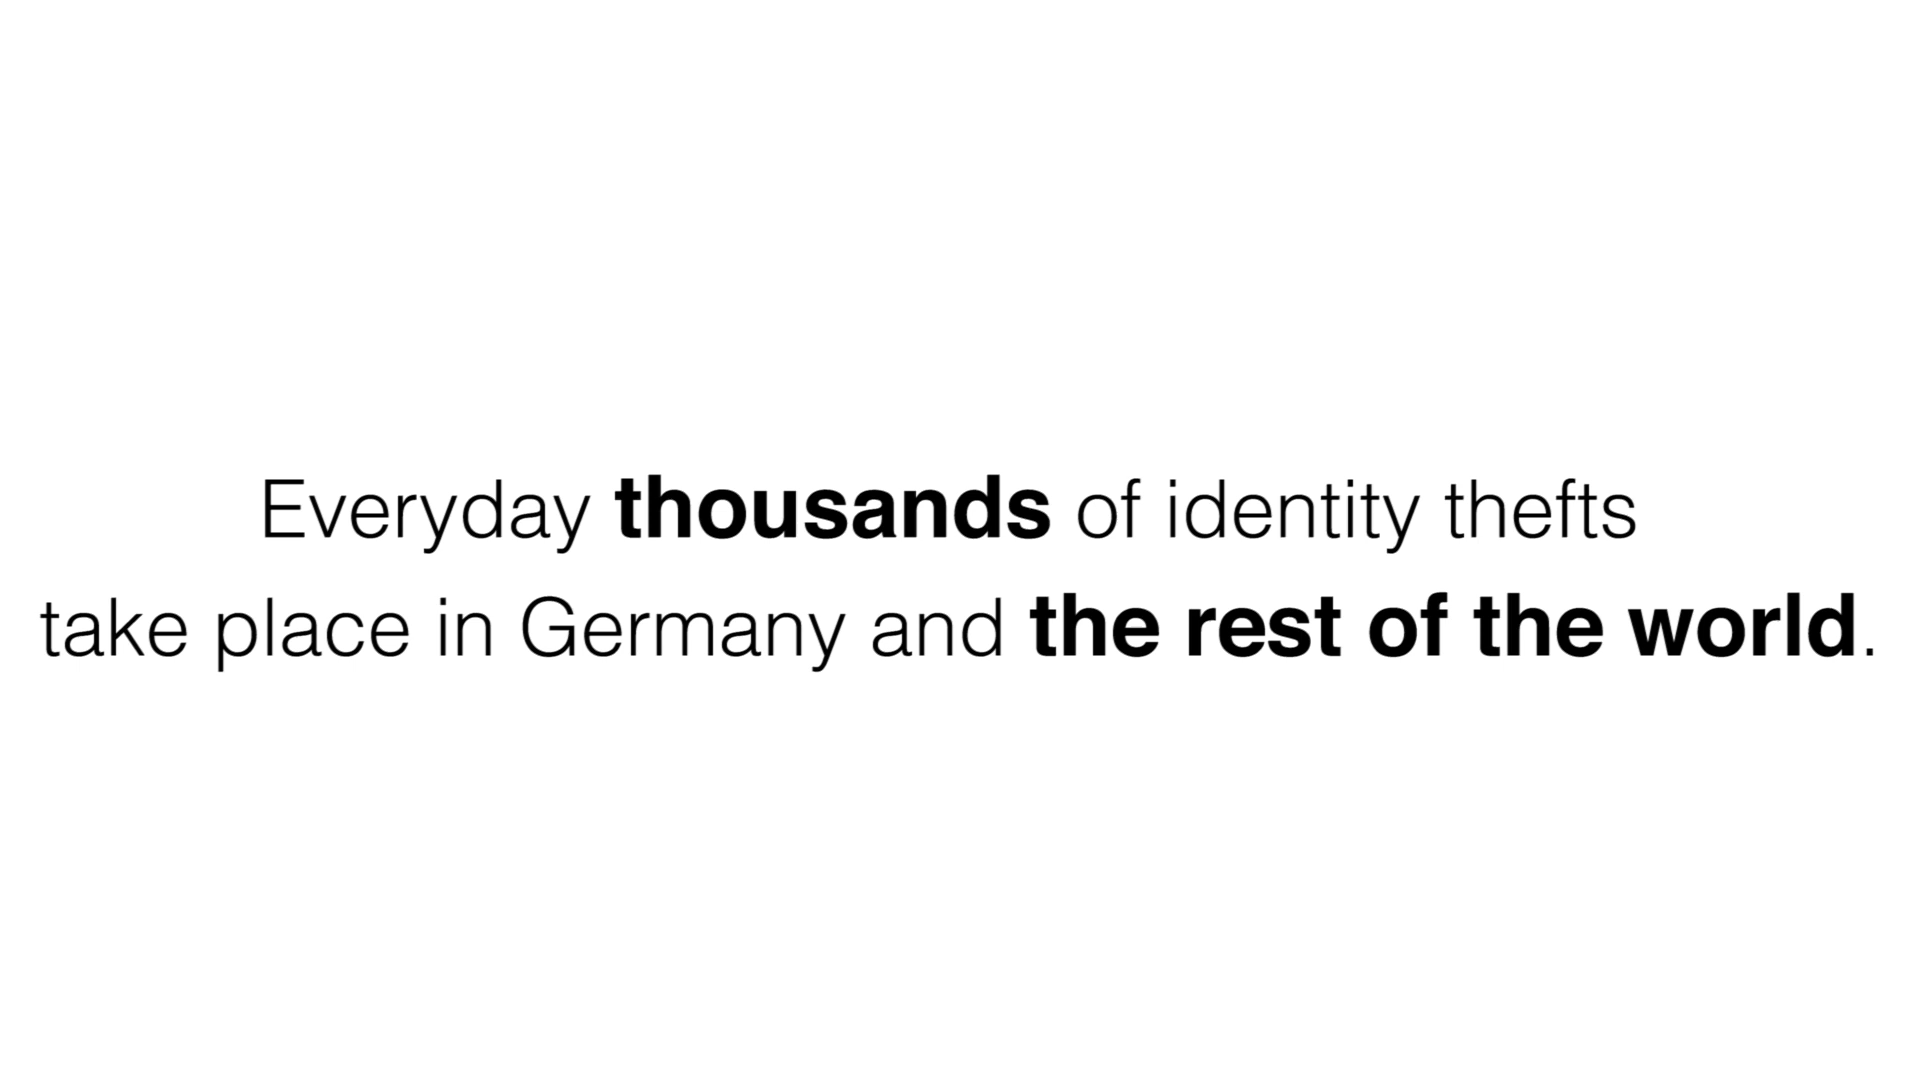 Everyday thousands of identity thefts
take place in Germany and the rest of the world.